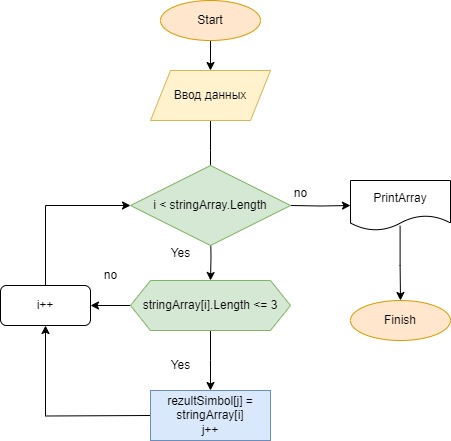 Start
Ввод данных
i < stringArray.Length
no
PrintArray
Yes
no
i++
stringArray[i].Length <= 3
Finish
Yes
rezultSimbol[j] =
stringArray[i]
j++